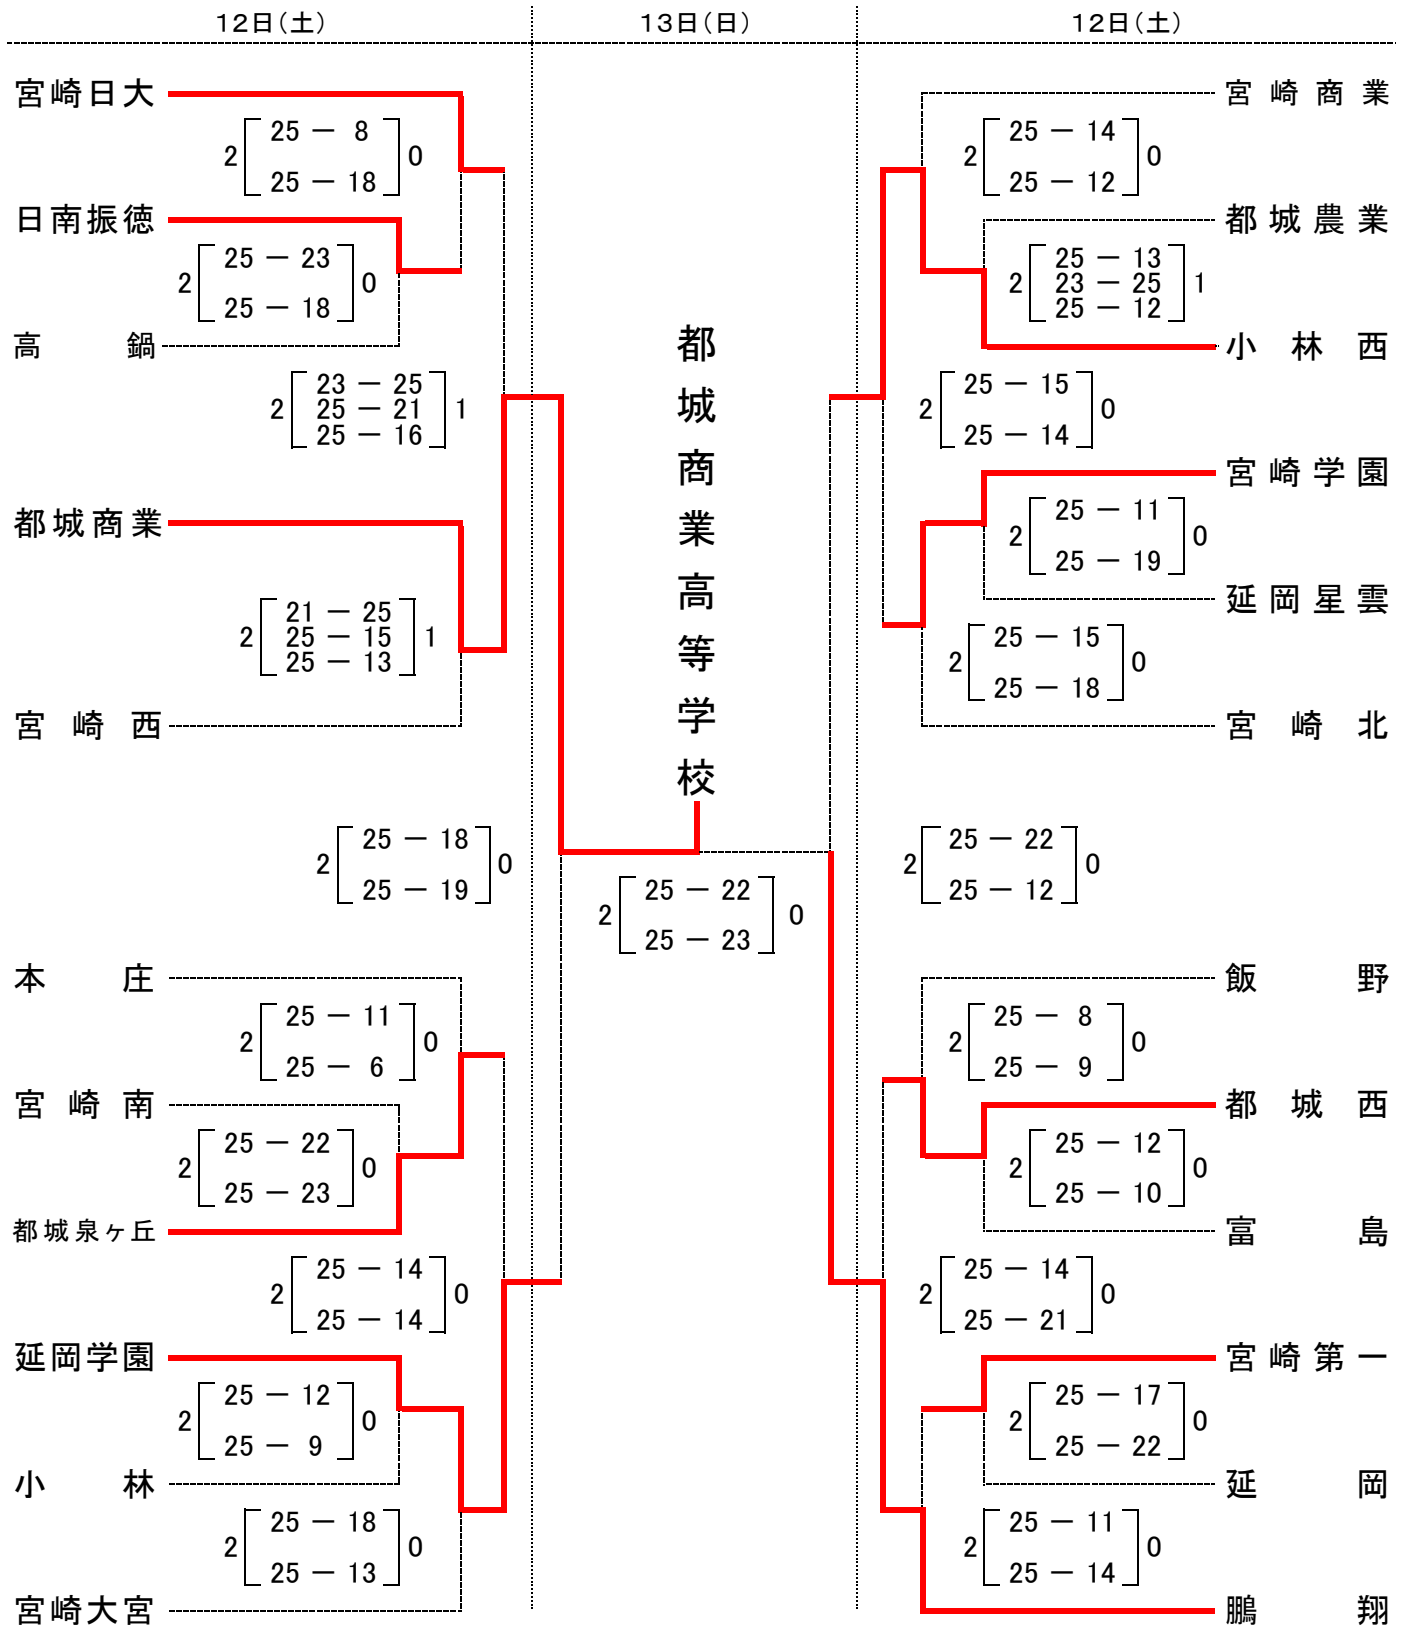 12日(土)
13日(日)
12日(土)
宮崎日大
2 25 － 8 0
25 － 18
日南振徳
2 25 － 23 0
25 － 18
高鍋
2 23 － 25 1
25 － 21
25 － 16
都城商業
2 21 － 25 1
25 － 15
25 － 13
宮崎西
2 25 － 18 0
25 － 19
本庄
2 25 － 11 0
25 － 6
宮崎南
2 25 － 22 0
25 － 23
都城泉ヶ丘
2 25 － 14 0
25 － 14
延岡学園
2 25 － 12 0
25 － 9
小林
2 25 － 18 0
25 － 13
宮崎大宮
都城商業高等学校
2 25 － 22 0
25 － 23
宮崎商業
2 25 － 14 0
25 － 12
都城農業
2 25 － 13 1
23 － 25
25 － 12
小林西
2 25 － 15 0
25 － 14
宮崎学園
2 25 － 11 0
25 － 19
延岡星雲
2 25 － 15 0
25 － 18
宮崎北
2 25 － 22 0
25 － 12
飯野
2 25 － 8 0
25 － 9
都城西
2 25 － 12 0
25 － 10
富島
2 25 － 14 0
25 － 21
宮崎第一
2 25 － 17 0
25 － 22
延岡
2 25 － 11 0
25 － 14
鵬翔